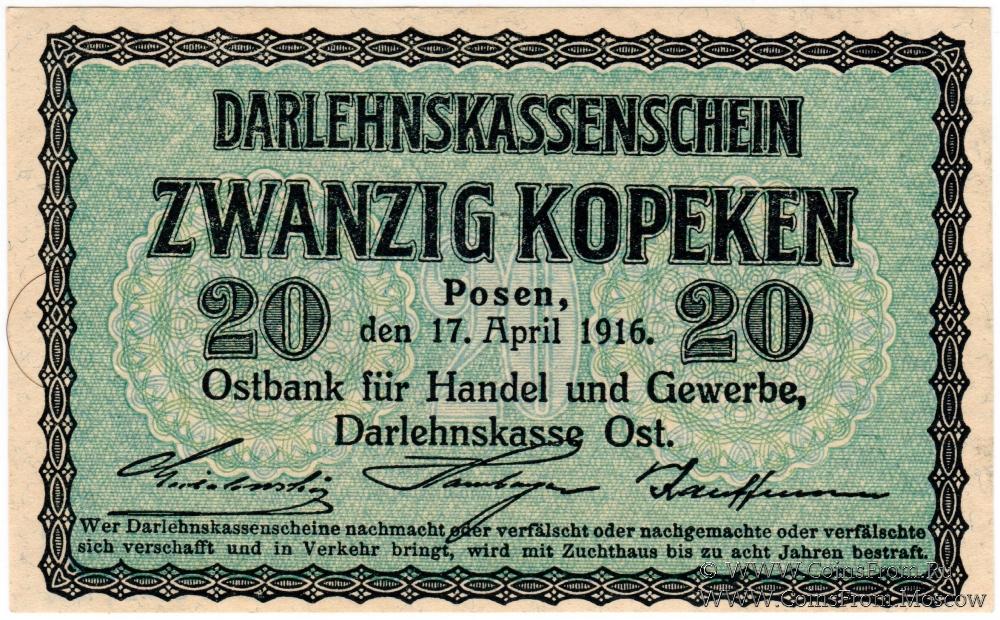 DARLEHNSKASSENSCHEIN
ZWANZIG KOPEKEN
20 Posen, 20
den 17. April 1916.
Ostbank für Handel und Gewerbe,
Darlehnskasse Ost.
Kauffmann
Wer Darlehnskassenscheine nachmacht oder verfälscht oder nachgemachte oder verfälschte
sich verschafft und in Verkehr bringt, wird mit Zuchthaus bis zu acht Jahren bestraft.
© WWW.CoinsFrom.Ru
WWW.CoinsFrom.Moscow